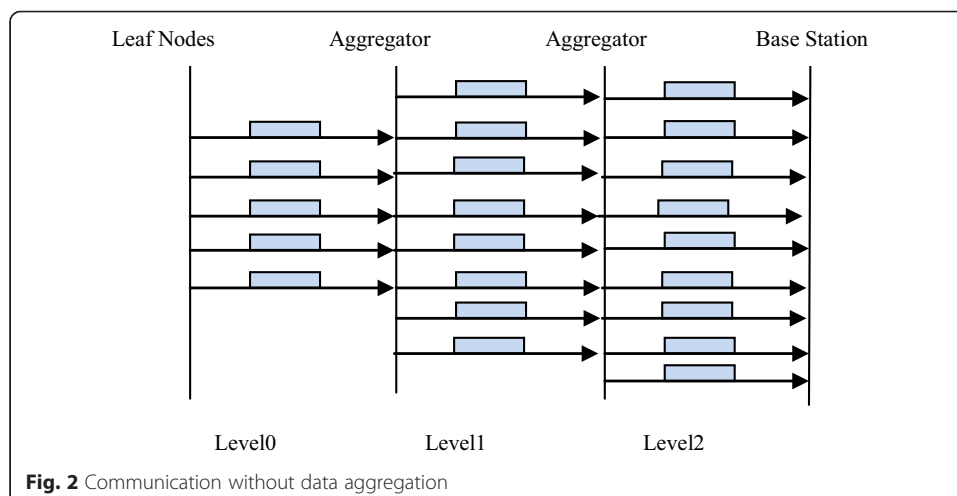 Leaf Nodes Aggregator Aggregator Base Station
Level0 Level1 Level2
Fig. 2 Communication without data aggregation